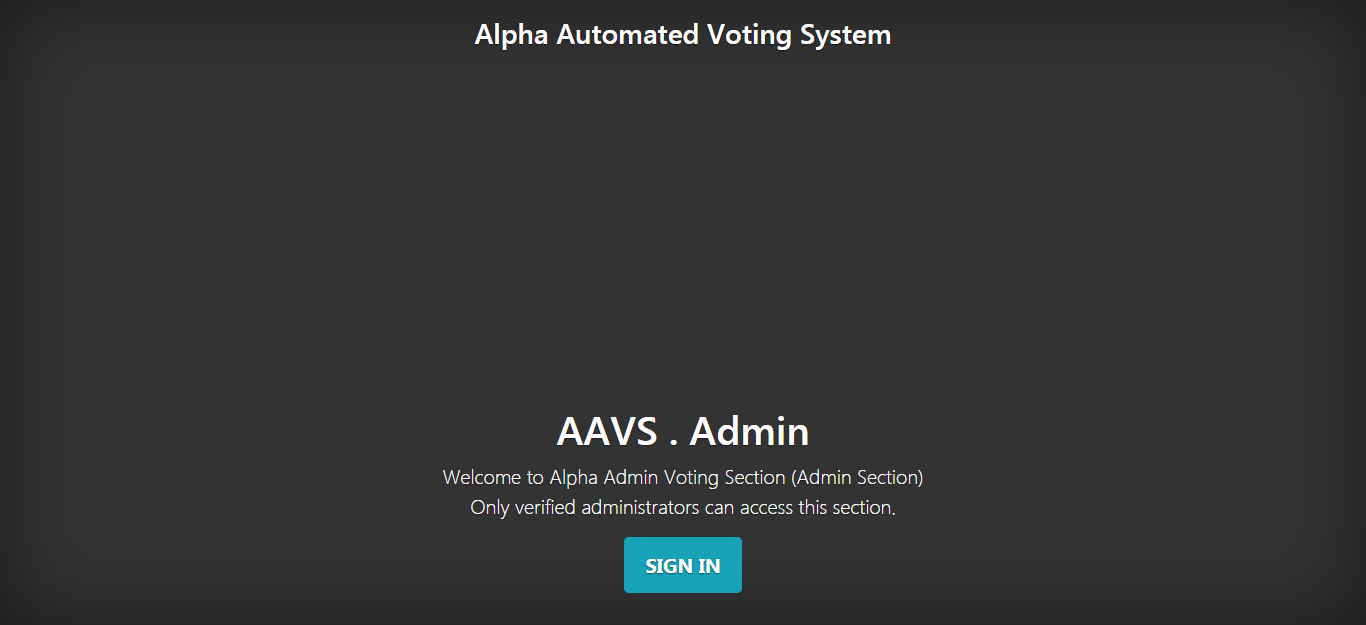 Alpha Automated Voting System
AAVS . Admin
Welcome to Alpha Admin Voting Section (Admin Section)
Only verified administrators can access this section.
SIGN IN